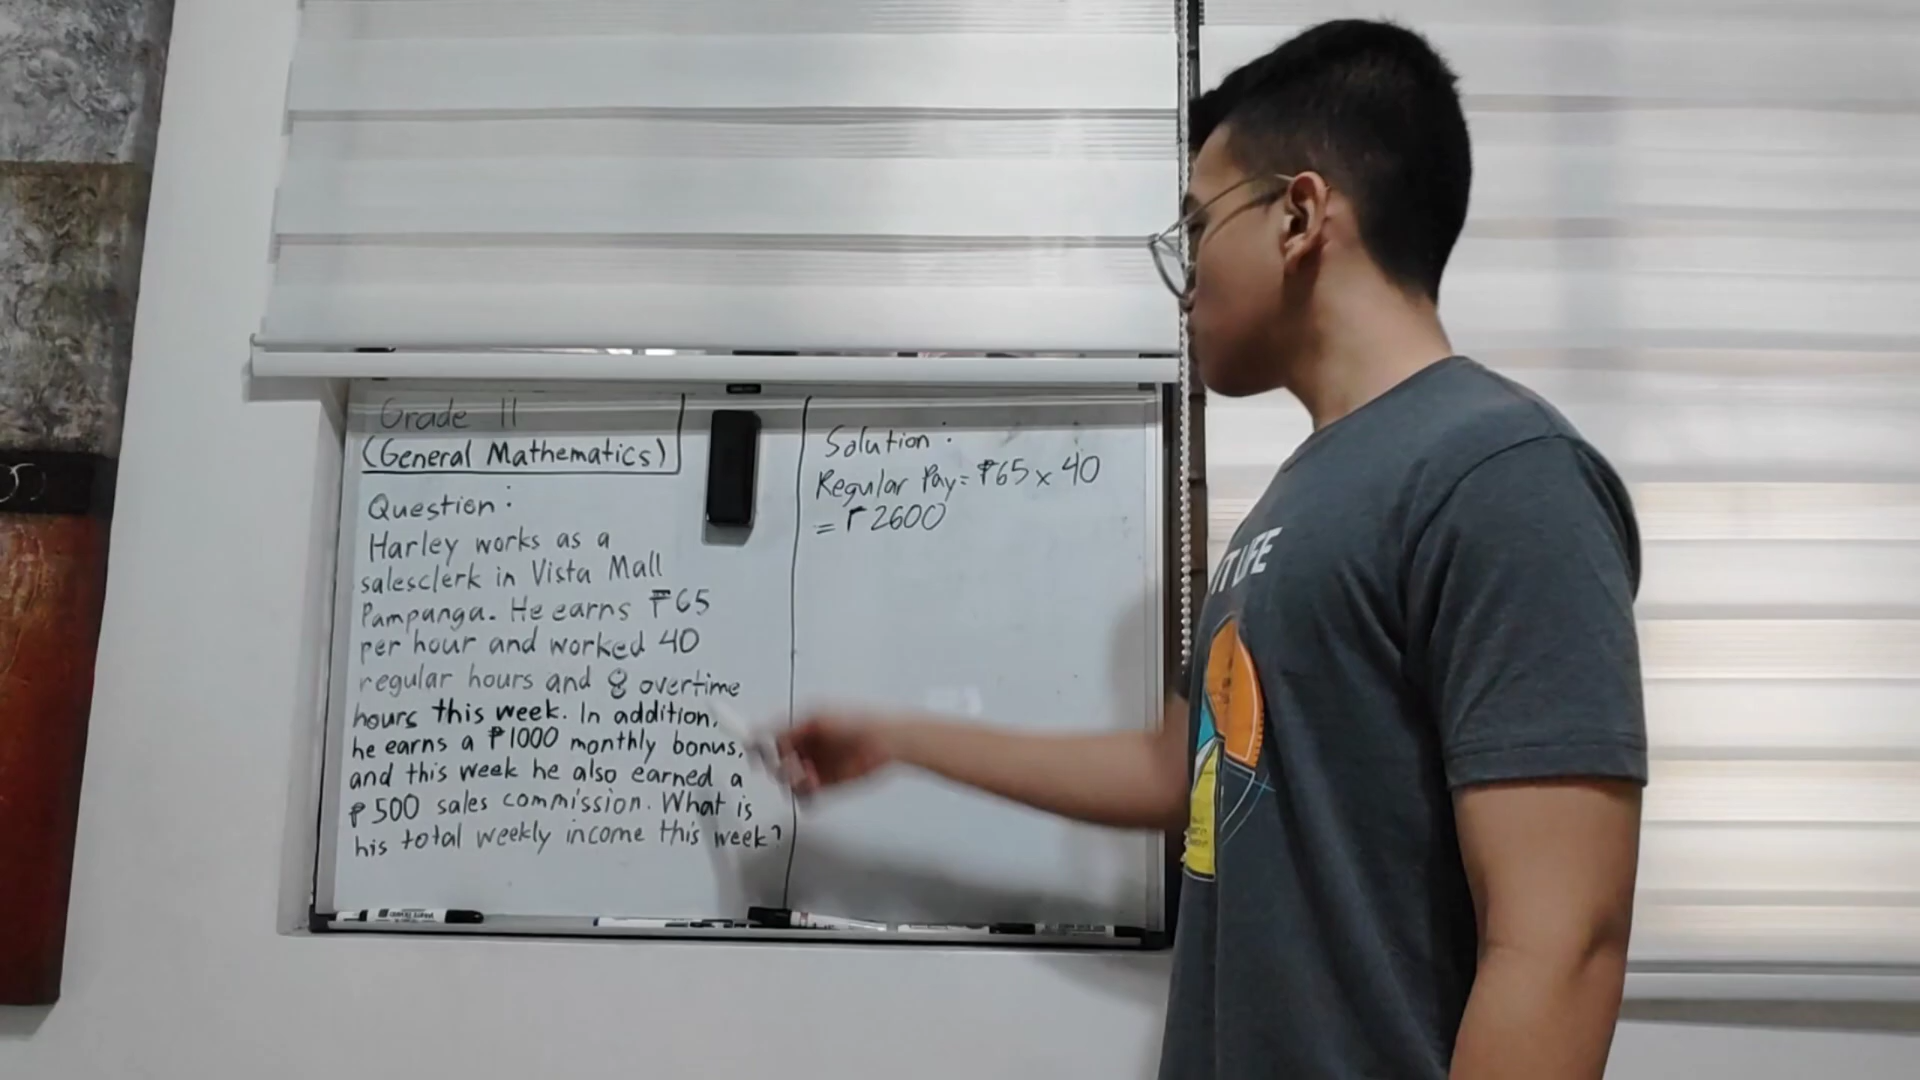 Grade 11
(General Mathematics)
Question:
Harley works as a
salesclerk in Vista Mall
Pampanga. He earns ₱65
per hour and worked 40
regular hours and 8 overtime
hours this week. In addition,
he earns a ₱1000 monthly bonus,
and this week he also earned a
₱500 sales commission. What is
his total weekly income this week?
Solution:
Regular Pay = ₱65 x 40
= ₱2600